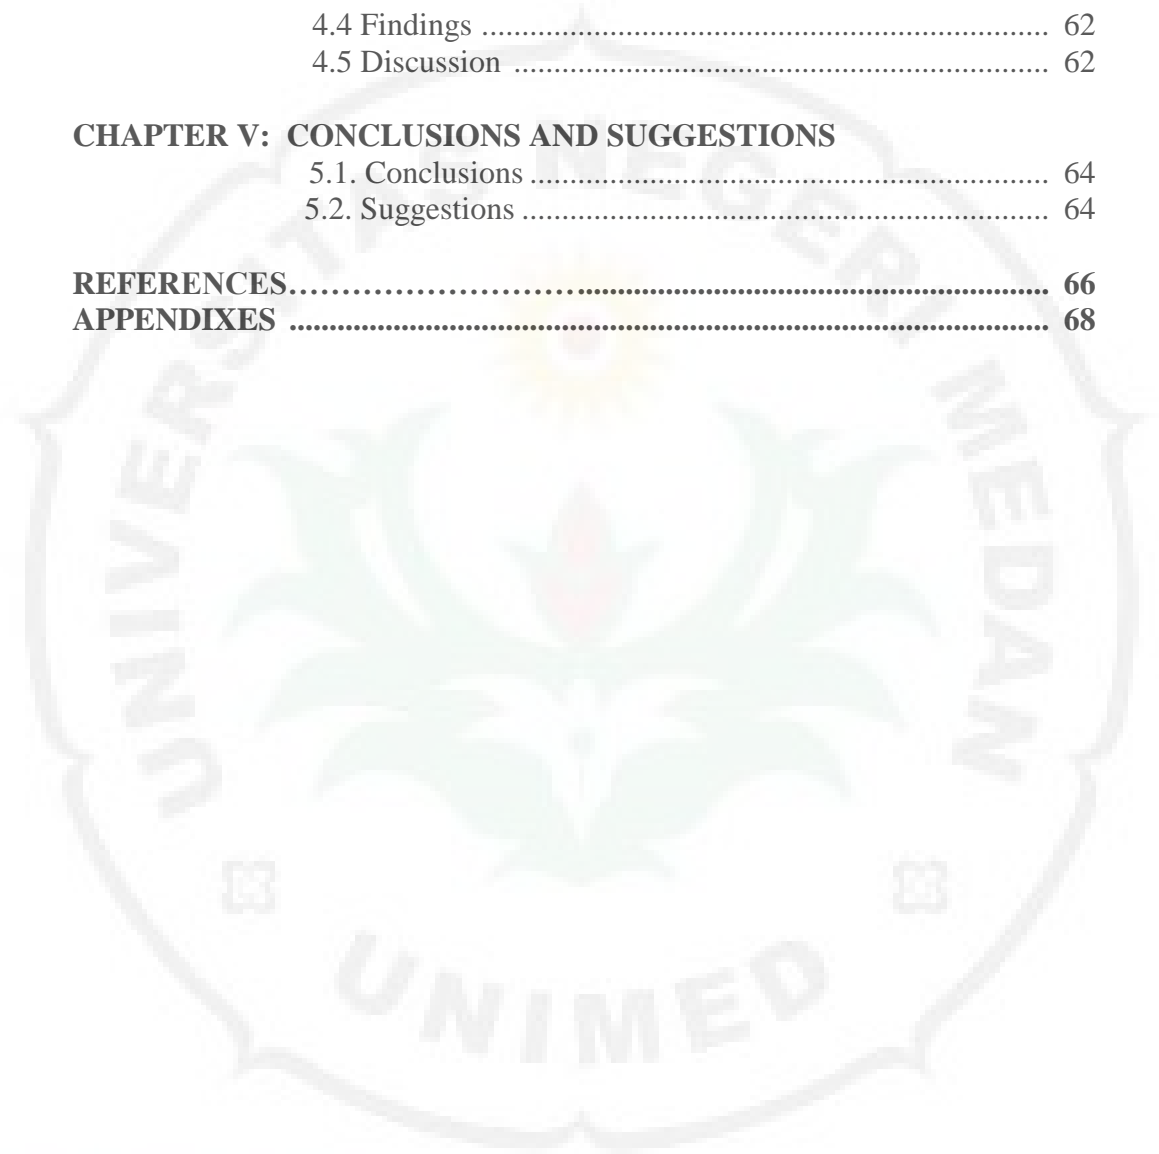 4.4 Findings ....................................................................... 62
4.5 Discussion ................................................................... 62
CHAPTER V: CONCLUSIONS AND SUGGESTIONS
5.1. Conclusions ................................................................. 64
5.2. Suggestions .................................................................. 64
REFERENCES………………………........................................................... 66
APPENDIXES ................................................................................................ 68
UNIVERSITAS NEGERI MEDAN
UNIMED